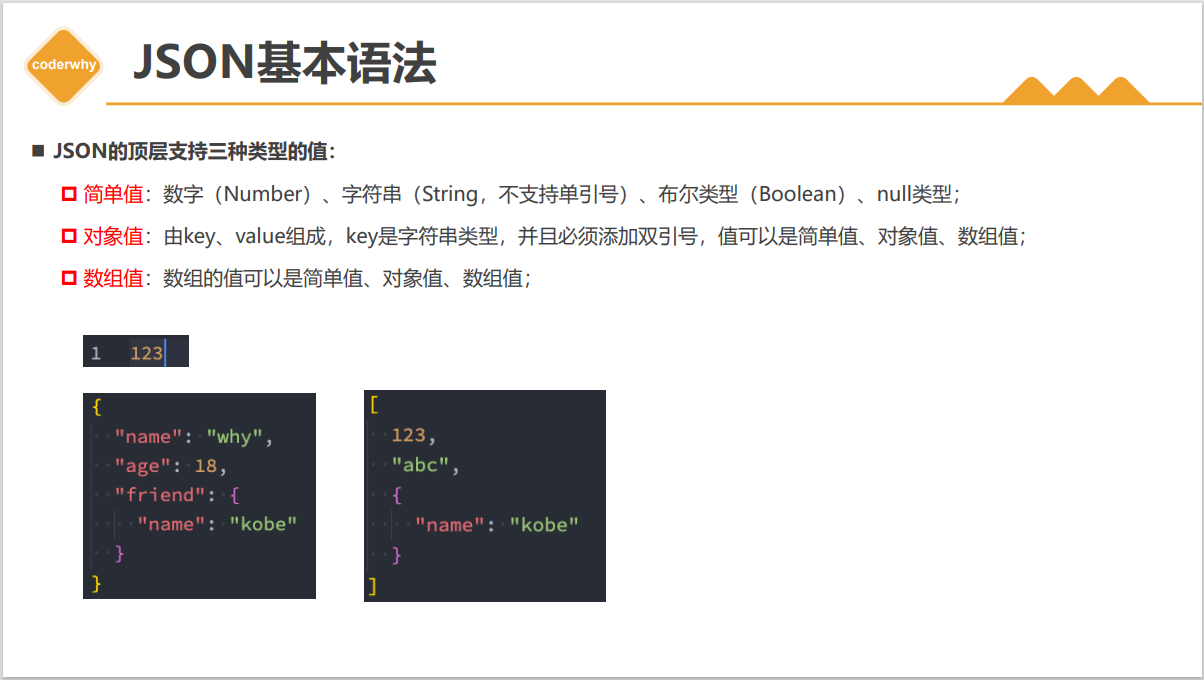 coderwhy
JSON基本语法
JSON的顶层支持三种类型的值：
简单值：数字（Number）、字符串（String，不支持单引号）、布尔类型（Boolean）、null类型；
对象值：由key、value组成，key是字符串类型，并且必须添加双引号，值可以是简单值、对象值、数组值；
数组值：数组的值可以是简单值、对象值、数组值；
1 123
{
"name": "why",
"age": 18,
"friend": {
"name": "kobe"
}
}
[
123,
"abc",
{
"name": "kobe"
}
]